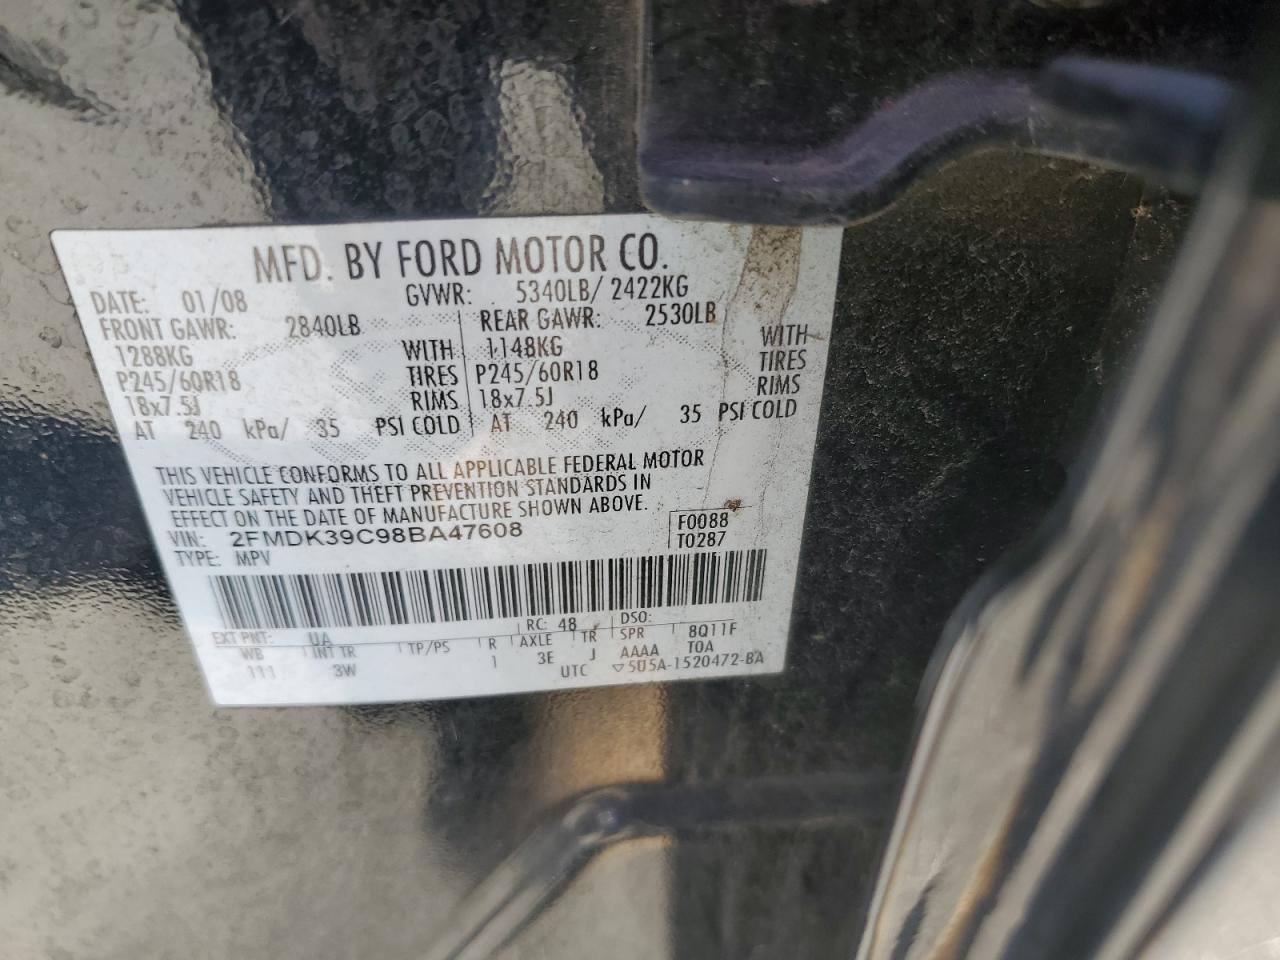 MFD. BY FORD MOTOR CO.
DATE: 01/08 GVWR: 5340LB/ 2422KG
FRONT GAWR: 2840LB REAR GAWR: 2530LB
1288KG WITH 1148KG WITH
P245/60R18 TIRES P245/60R18 TIRES
18x7.5J RIMS 18x7.5J RIMS
AT 240 kPa/ 35 PSI COLD AT 240 kPa/ 35 PSI COLD
THIS VEHICLE CONFORMS TO ALL APPLICABLE FEDERAL MOTOR
VEHICLE SAFETY AND THEFT PREVENTION STANDARDS IN
EFFECT ON THE DATE OF MANUFACTURE SHOWN ABOVE.
VIN: 2FMDK39C98BA47608 F0088
TYPE: MPV T0287
EXT PNT: UA RC: 48 DSO:
WB INT TR TP/PS R AXLE TR SPR 8Q11F
111 3W 1 3E J AAAA T0A
UTC ▽5U5A-1520472-BA